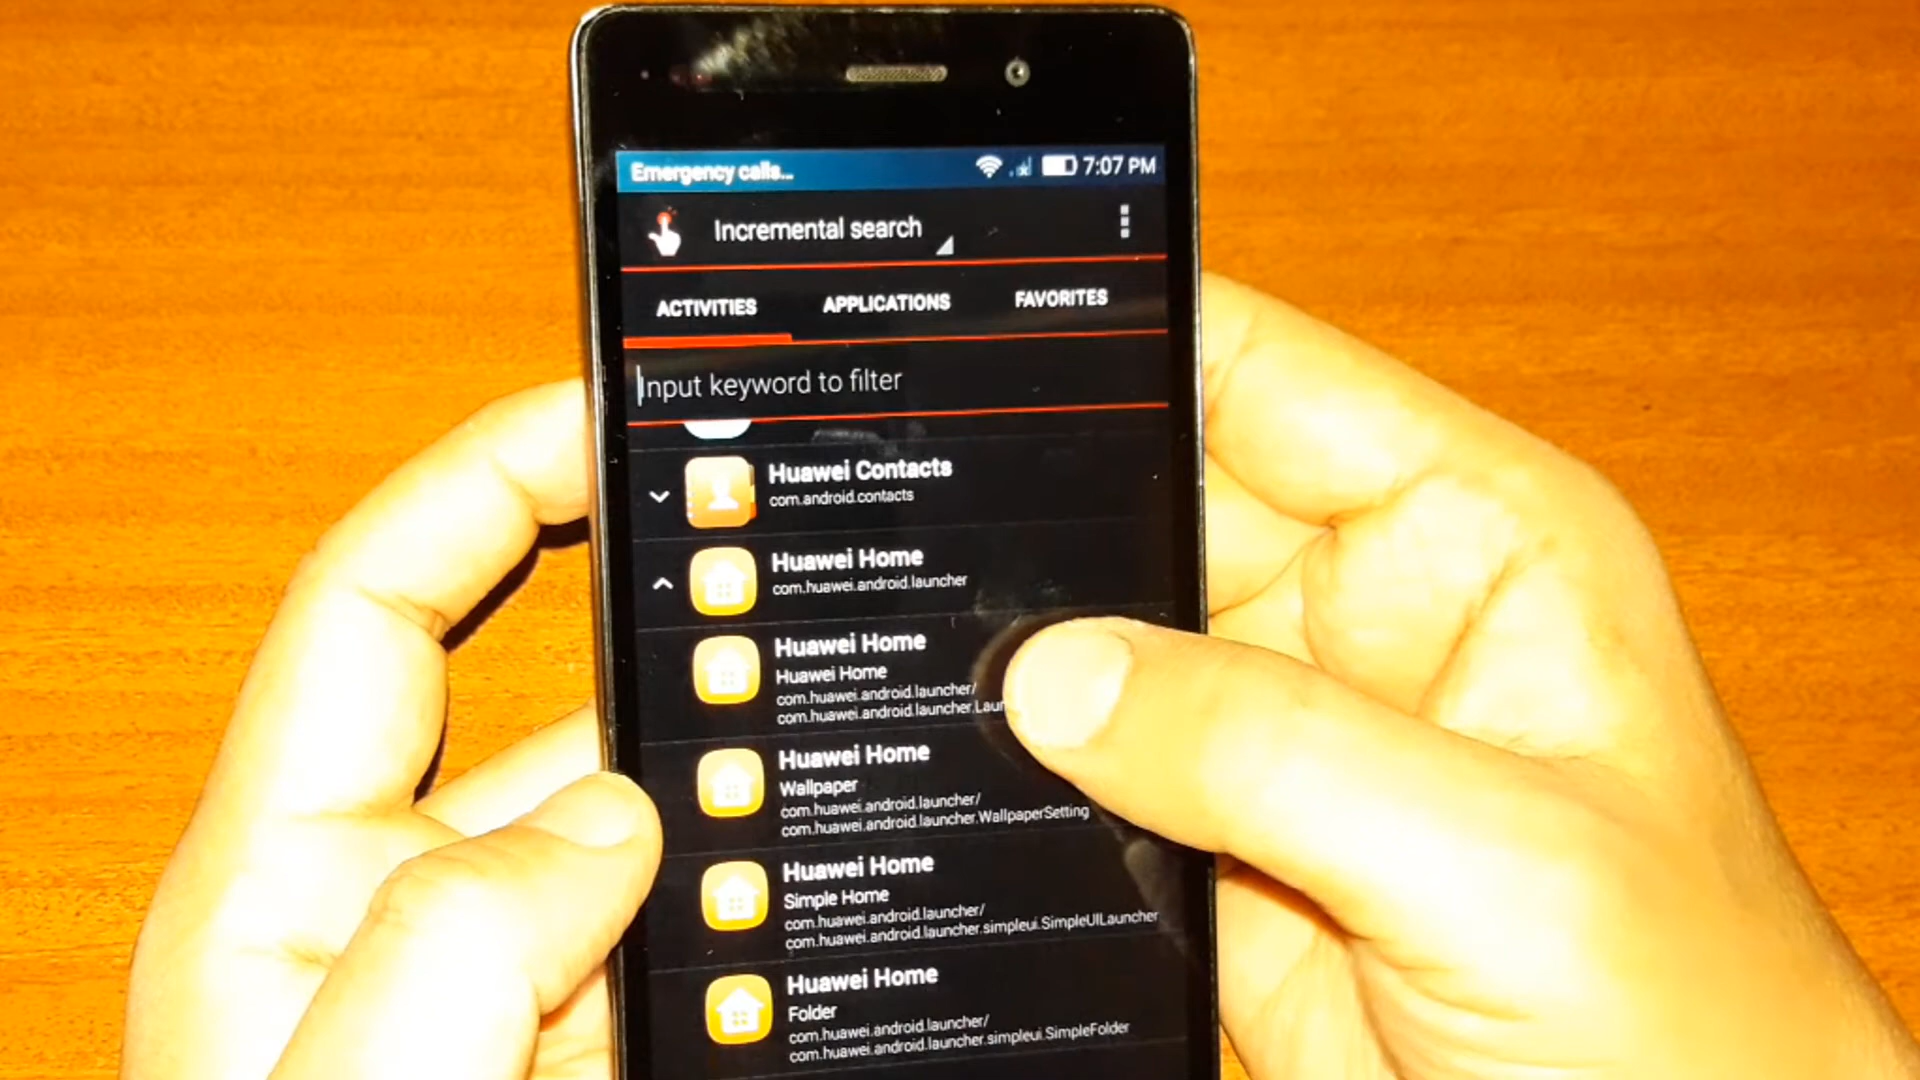 Emergency calls...
7:07 PM
Incremental search
ACTIVITIES
APPLICATIONS
FAVORITES
Input keyword to filter
Huawei Contacts
com.android.contacts
Huawei Home
com.huawei.android.launcher
Huawei Home
Huawei Home
com.huawei.android.launcher/
com.huawei.android.launcher.Laun
Huawei Home
Wallpaper
com.huawei.android.launcher/
com.huawei.android.launcher.WallpaperSetting
Huawei Home
Simple Home
com.huawei.android.launcher/
com.huawei.android.launcher.simpleui.SimpleUILauncher
Huawei Home
Folder
com.huawei.android.launcher/
com.huawei.android.launcher.simpleui.SimpleFolder